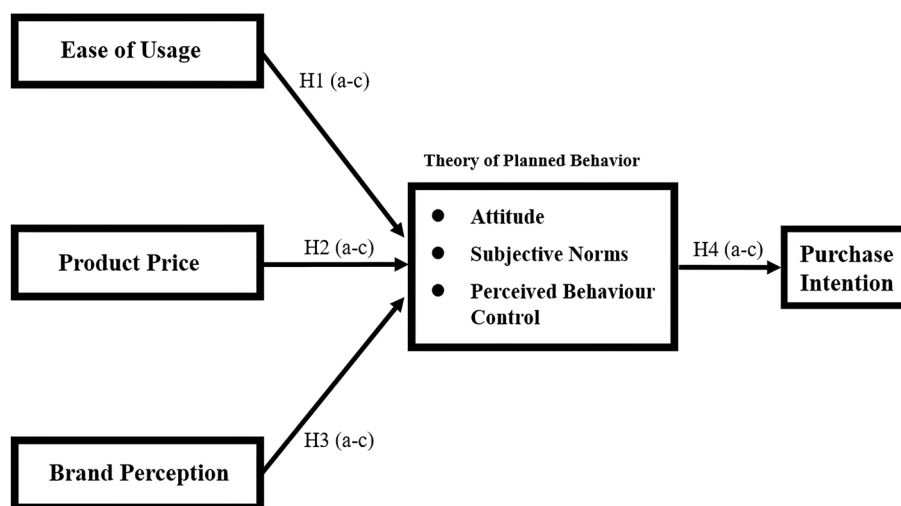 Ease of Usage
H1 (a-c)
Theory of Planned Behavior
● Attitude
● Subjective Norms
● Perceived Behaviour
Control
Product Price
H2 (a-c)
H4 (a-c)
Purchase
Intention
H3 (a-c)
Brand Perception